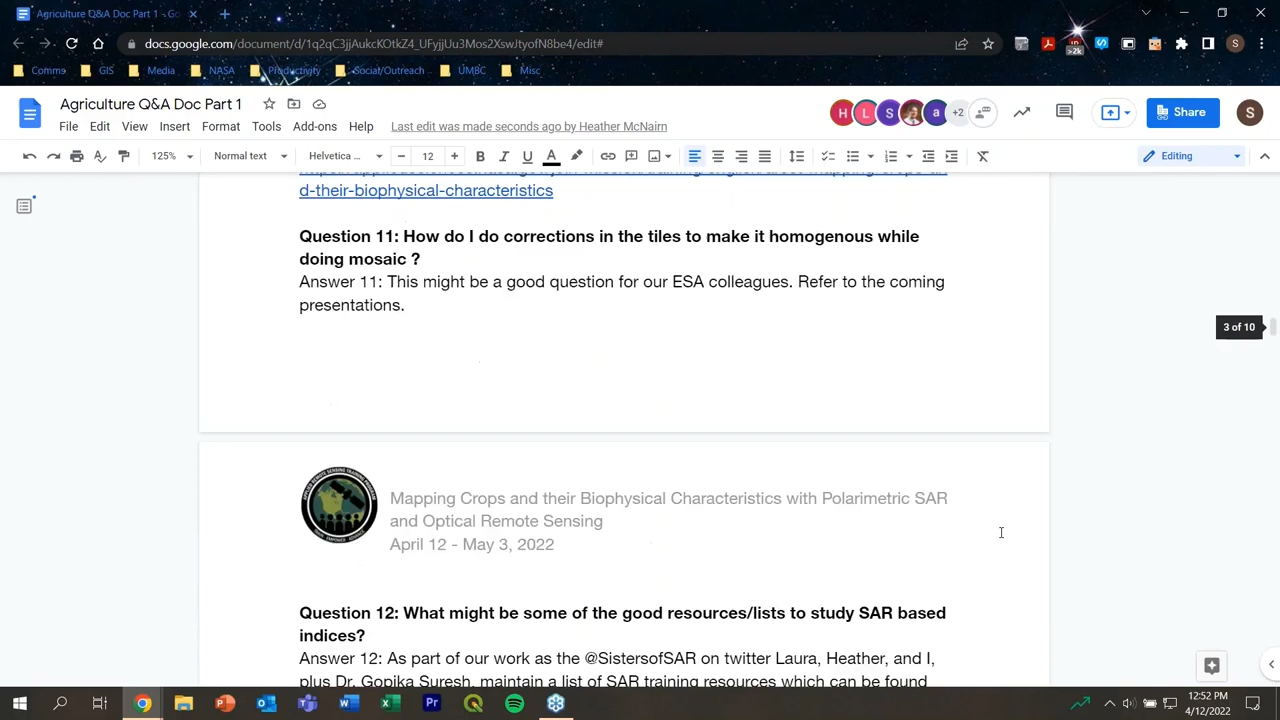 Agriculture Q&A Doc Part 1 - Go
docs.google.com/document/d/1q2qC3jjAukcKOtkZ4_UFyjjUu3Mos2XswJtyofN8be4/edit#
>2k
S
Comms GIS Media NASA Productivity Social/Outreach UMBC Misc
Agriculture Q&A Doc Part 1
H L S a +2
Share
S
File Edit View Insert Format Tools Add-ons Help Last edit was made seconds ago by Heather McNairn
125% Normal text Helvetica ... 12 B I U A Editing
d-their-biophysical-characteristics
Question 11: How do I do corrections in the tiles to make it homogenous while
doing mosaic ?
Answer 11: This might be a good question for our ESA colleagues. Refer to the coming
presentations.
3 of 10
Mapping Crops and their Biophysical Characteristics with Polarimetric SAR
and Optical Remote Sensing
April 12 - May 3, 2022
Question 12: What might be some of the good resources/lists to study SAR based
indices?
Answer 12: As part of our work as the @SistersofSAR on twitter Laura, Heather, and I,
plus Dr. Gopika Suresh, maintain a list of SAR training resources which can be found
12:52 PM
4/12/2022